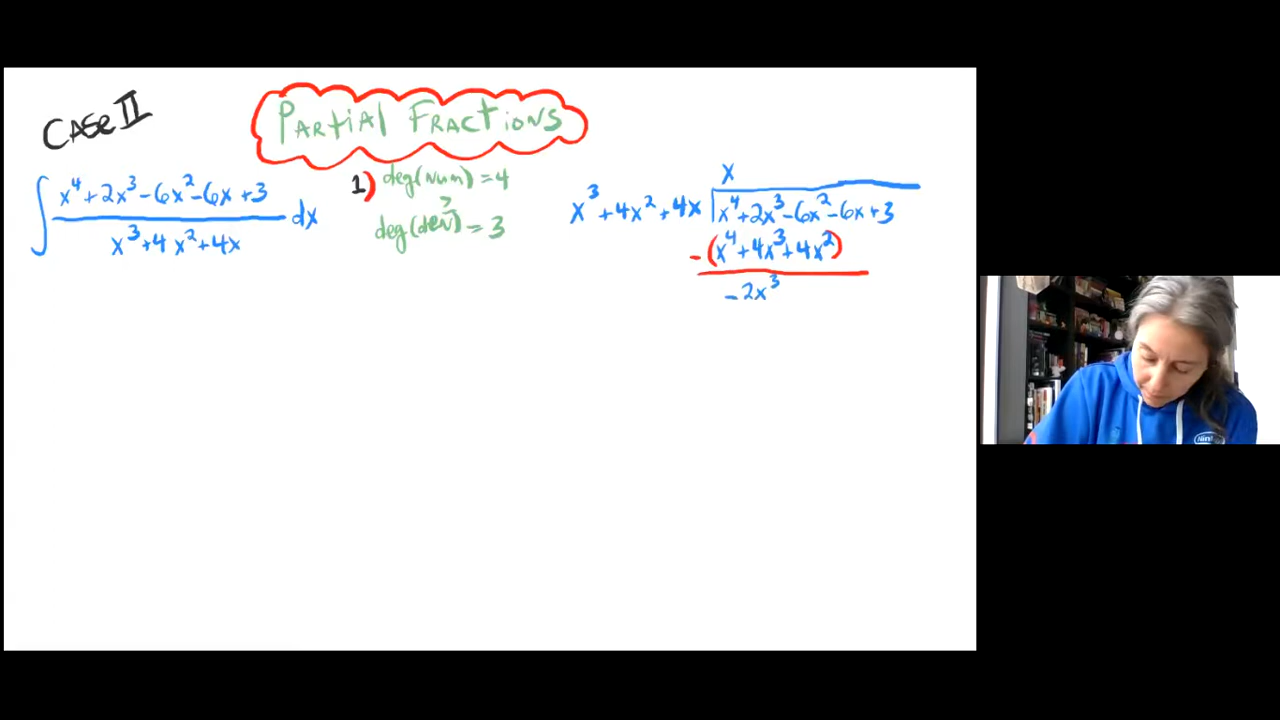 CASE II
PARTIAL FRACTIONS
∫ x⁴+2x³-6x²-6x+3 / x³+4x²+4x dx
1) deg(Num)=4
deg(den)=3
x
x³+4x²+4x | x⁴+2x³-6x²-6x+3
-(x⁴+4x³+4x²)
-2x³